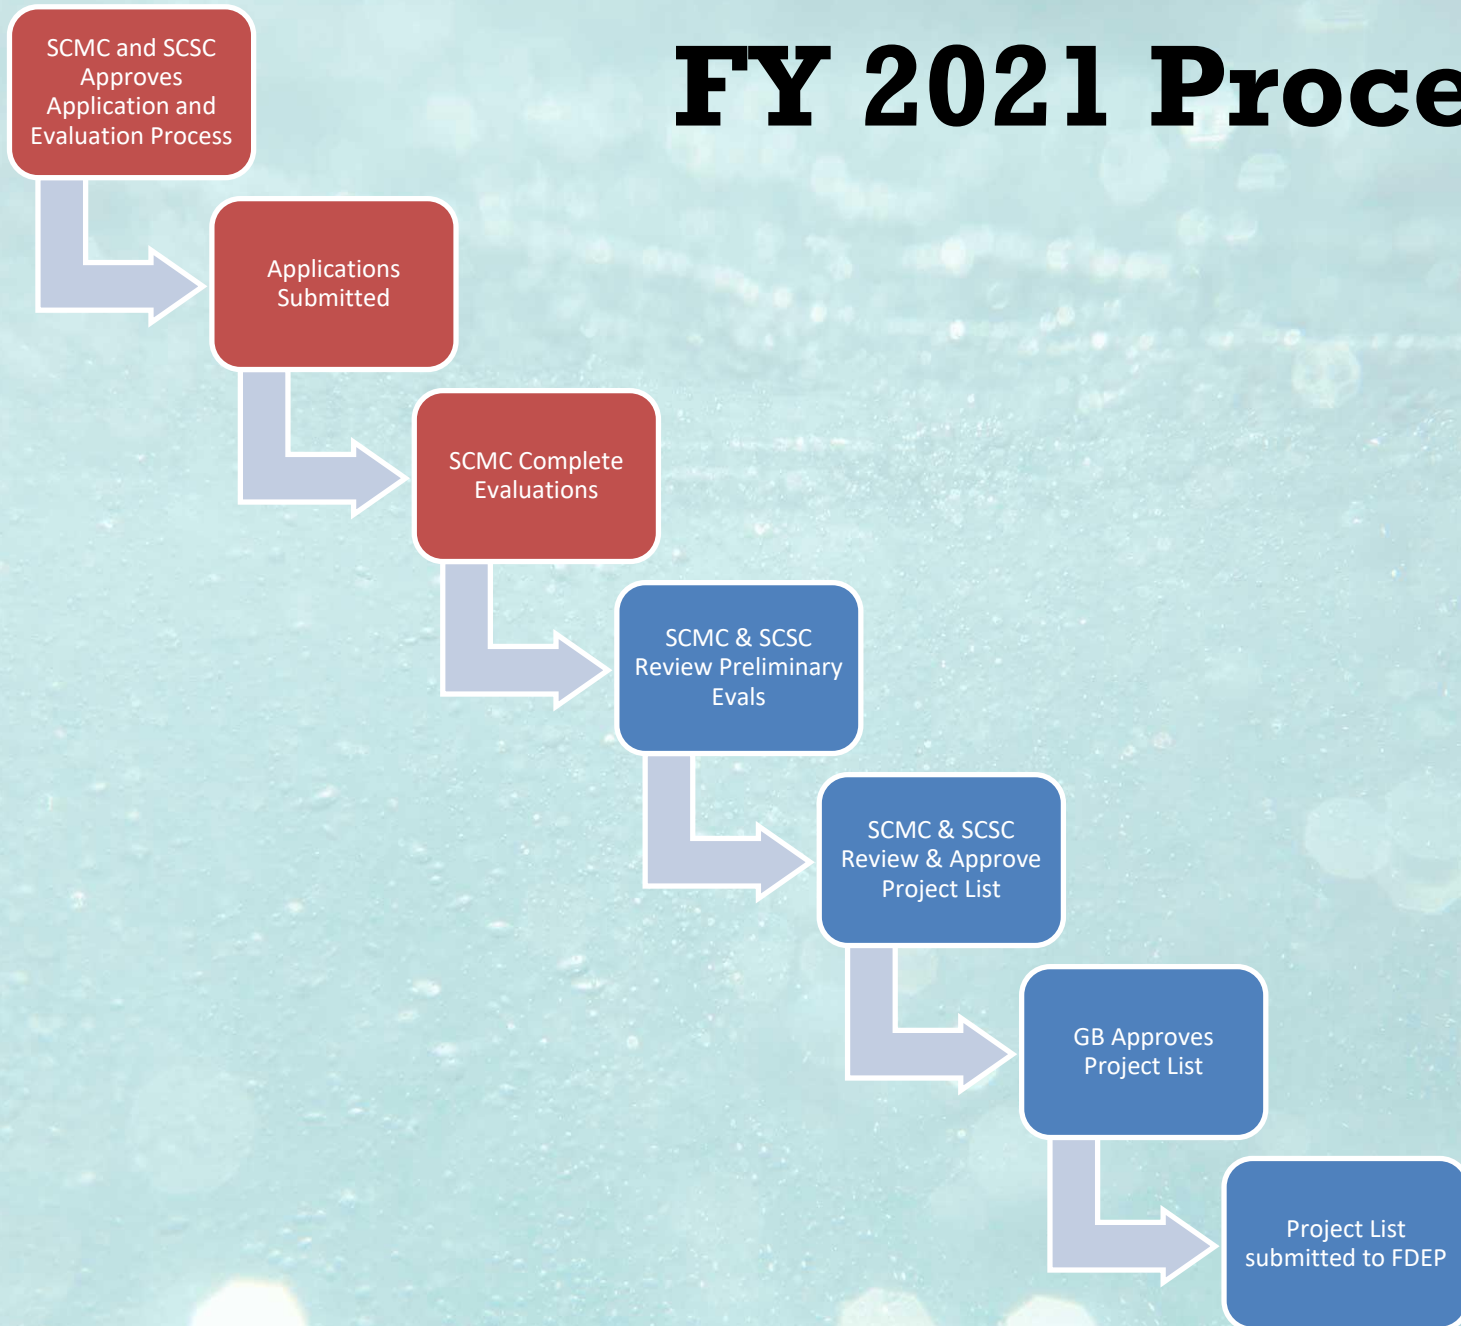 FY 2021 Proce
SCMC and SCSC
Approves
Application and
Evaluation Process
Applications
Submitted
SCMC Complete
Evaluations
SCMC & SCSC
Review Preliminary
Evals
SCMC & SCSC
Review & Approve
Project List
GB Approves
Project List
Project List
submitted to FDEP